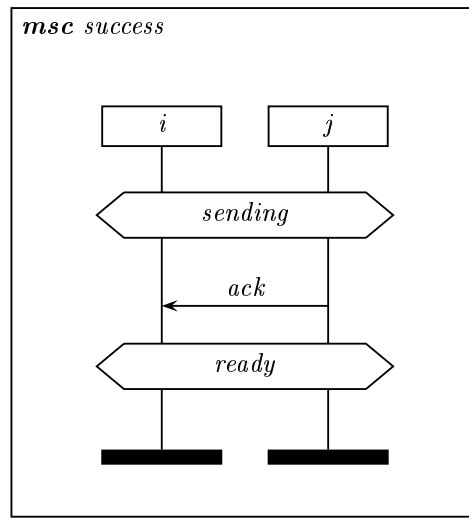 msc success
i
j
sending
ack
ready